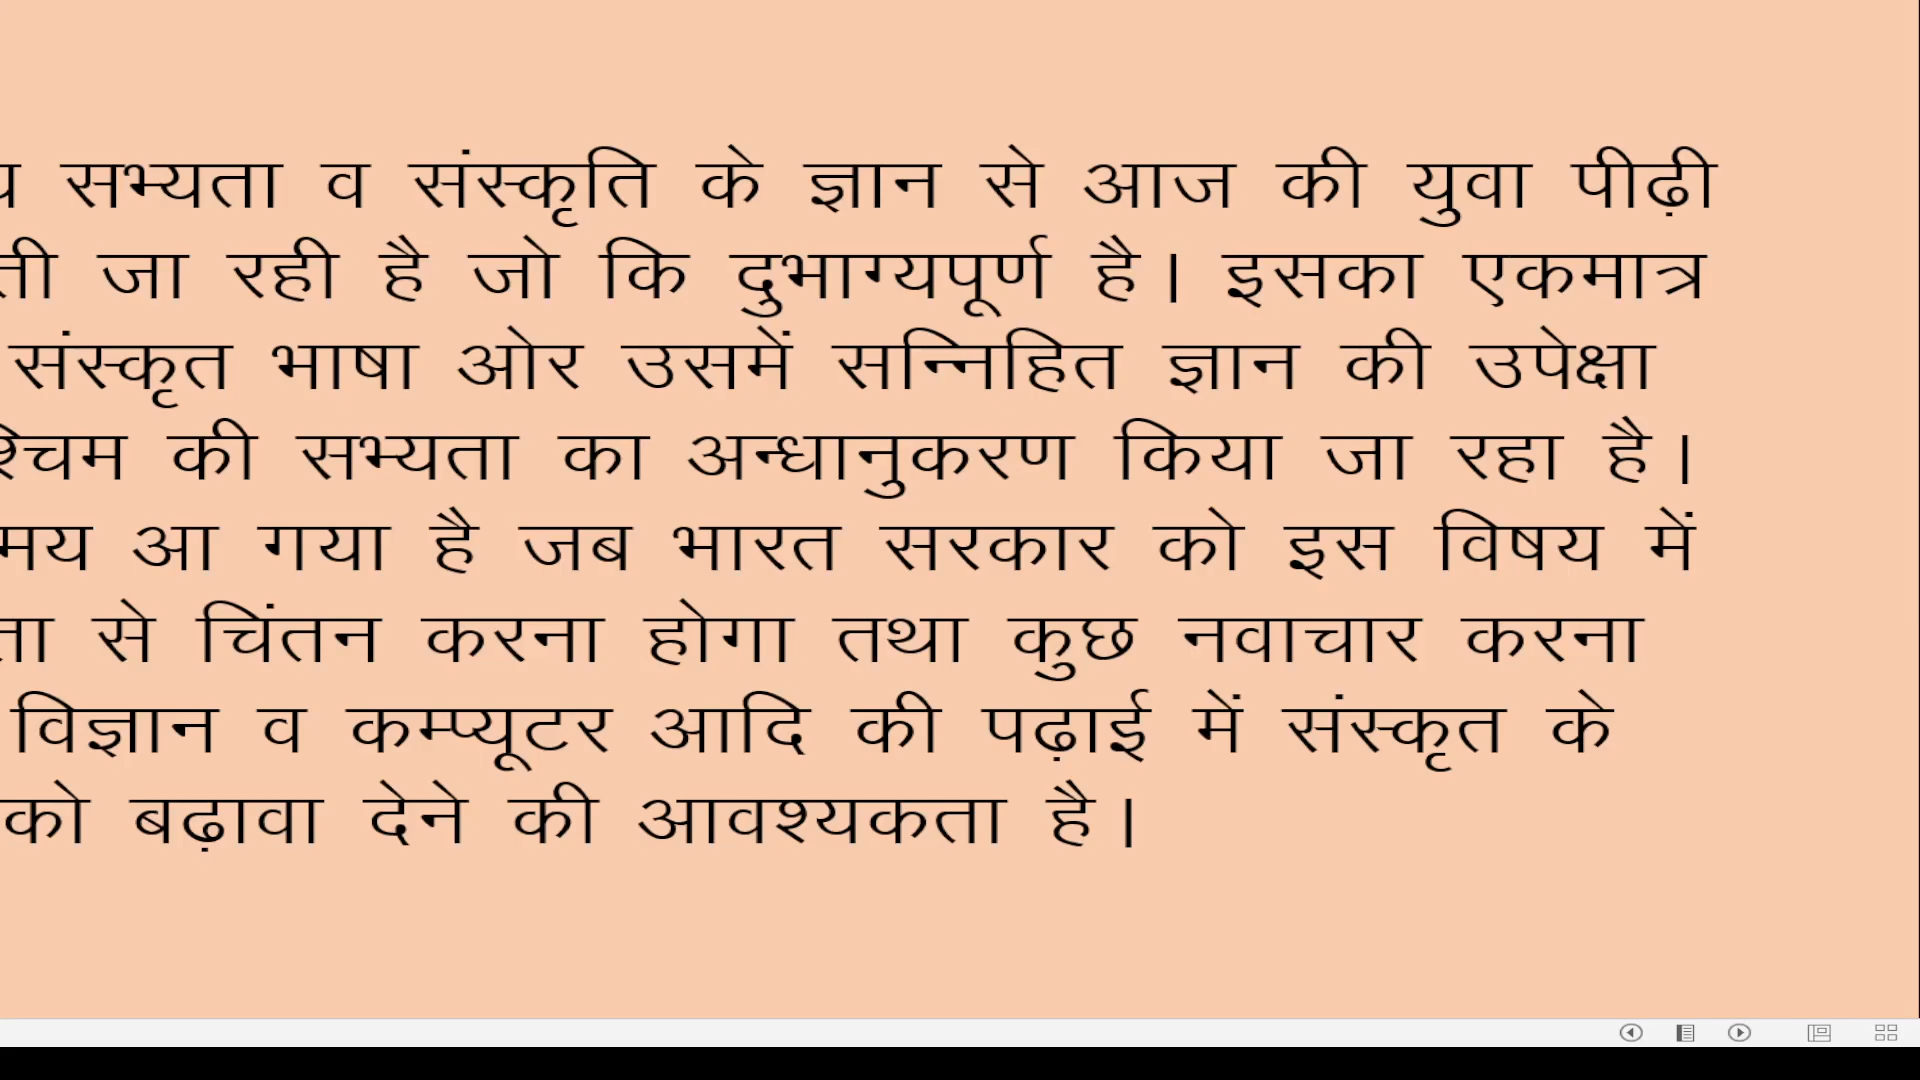 सभ्यता व संस्कृति के ज्ञान से आज की युवा पीढ़ी
जा रही है जो कि दुभाग्यपूर्ण है। इसका एकमात्र
संस्कृत भाषा ओर उसमें सन्निहित ज्ञान की उपेक्षा
की सभ्यता का अन्धानुकरण किया जा रहा है।
आ गया है जब भारत सरकार को इस विषय में
से चिंतन करना होगा तथा कुछ नवाचार करना
विज्ञान व कम्प्यूटर आदि की पढ़ाई में संस्कृत के
को बढ़ावा देने की आवश्यकता है।